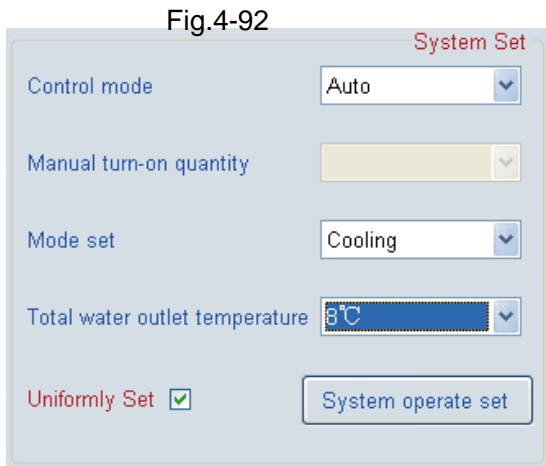 Fig.4-92
System Set
Control mode Auto
Manual turn-on quantity
Mode set Cooling
Total water outlet temperature 8℃
Uniformly Set System operate set